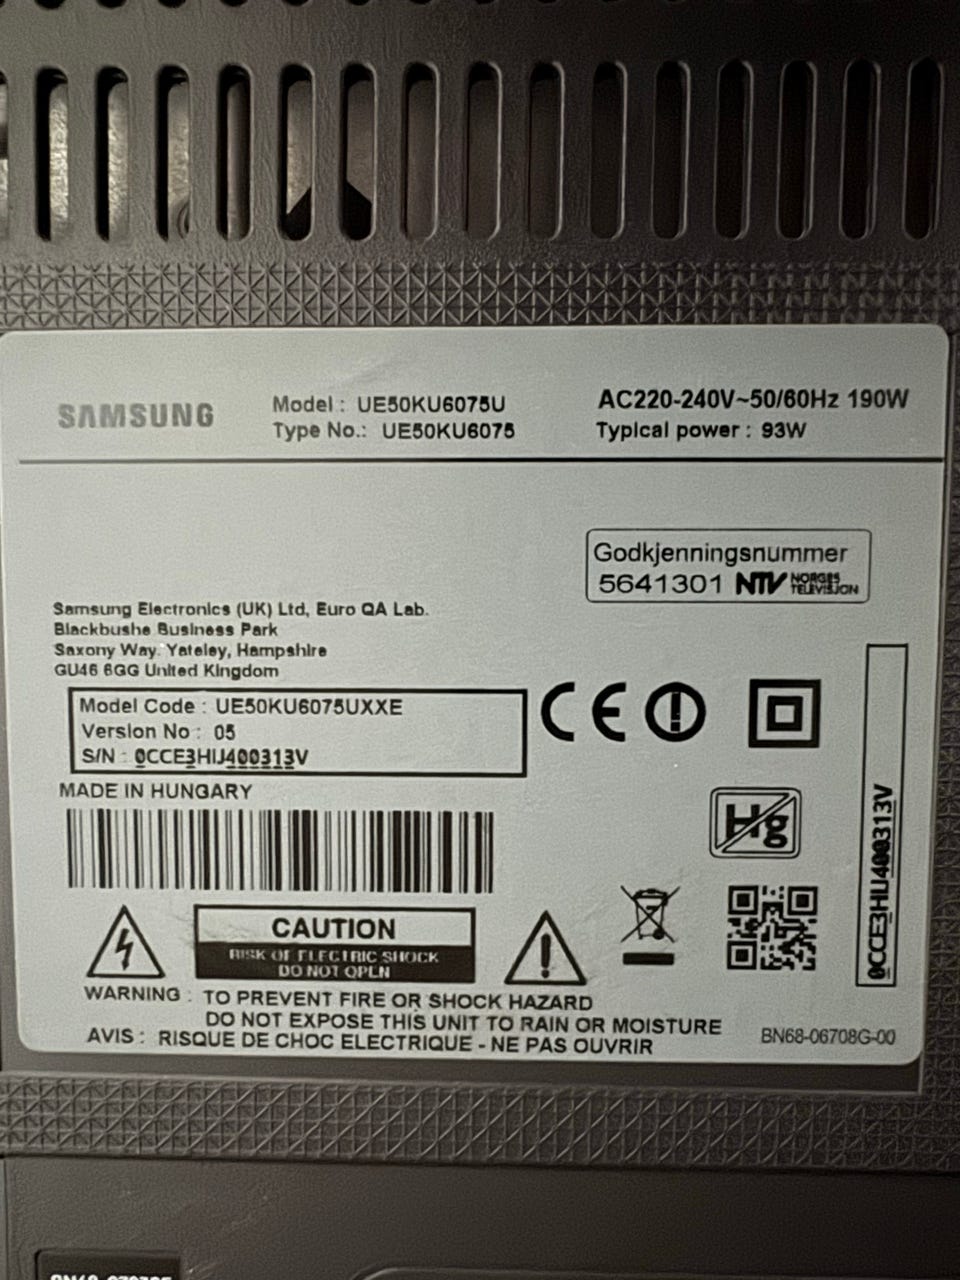 SAMSUNG
Model : UE50KU6075U
Type No.: UE50KU6075
AC220-240V~50/60Hz 190W
Typical power : 93W
Godkjenningsnummer
5641301 NTV NORGES TELEVISJON
Samsung Electronics (UK) Ltd, Euro QA Lab.
Blackbushe Business Park
Saxony Way. Yateley, Hampshire
GU46 6GG United Kingdom
Model Code : UE50KU6075UXXE
Version No : 05
S/N : 0CCE3HIJ400313V
CE
MADE IN HUNGARY
Hg
0CCE3HIJ400313V
CAUTION
RISK OF ELECTRIC SHOCK
DO NOT OPEN
WARNING : TO PREVENT FIRE OR SHOCK HAZARD
DO NOT EXPOSE THIS UNIT TO RAIN OR MOISTURE
AVIS : RISQUE DE CHOC ELECTRIQUE - NE PAS OUVRIR
BN68-06708G-00